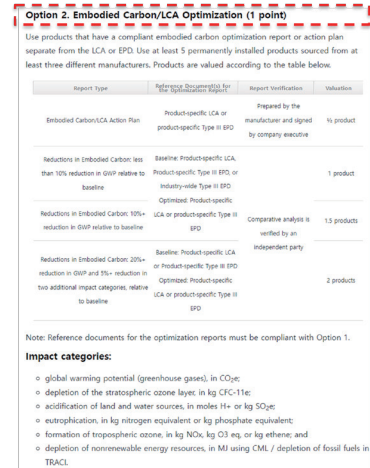 Option 2. Embodied Carbon/LCA Optimization (1 point)
Use products that have a compliant embodied carbon optimization report or action plan
separate from the LCA or EPD. Use at least 5 permanently installed products sourced from at
least three different manufacturers. Products are valued according to the table below.
Report Type
Reference Document(s) for
the Optimization Report
Report Verification
Valuation
Embodied Carbon/LCA Action Plan
Product-specific LCA or
product-specific Type III EPD
Prepared by the
manufacturer and signed
by company executive
½ product
Reductions in Embodied Carbon: less
than 10% reduction in GWP relative to
baseline
Baseline: Product-specific LCA,
Product-specific Type III EPD, or
Industry-wide Type III EPD
Optimized: Product-specific
LCA or product-specific Type III
EPD
1 product
Reductions in Embodied Carbon: 10%+
reduction in GWP relative to baseline
1.5 products
Comparative analysis is
verified by an
independent party
Reductions in Embodied Carbon: 20%+
reduction in GWP and 5%+ reduction in
two additional impact categories, relative
to baseline
Baseline: Product-specific LCA
or Product-specific Type III EPD
Optimized: Product-specific
LCA or product-specific Type III
EPD
2 products
Note: Reference documents for the optimization reports must be compliant with Option 1.
Impact categories:
global warming potential (greenhouse gases), in CO₂e;
depletion of the stratospheric ozone layer, in kg CFC-11e;
acidification of land and water sources, in moles H+ or kg SO₂e;
eutrophication, in kg nitrogen equivalent or kg phosphate equivalent;
formation of tropospheric ozone, in kg NOx, kg O3 eq, or kg ethene; and
depletion of nonrenewable energy resources, in MJ using CML / depletion of fossil fuels in
TRACI.